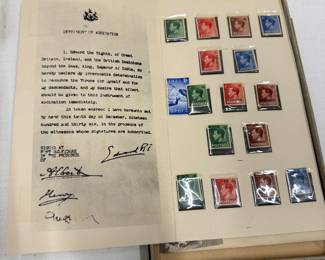 INSTRUMENT OF ABDICATION
I, Edward the Eighth, of Great
Britain, Ireland, and the British Dominions
beyond the Seas, King, Emperor of India, do
hereby declare My irrevocable determination
to renounce the Throne for Myself and for
My descendants, and My desire that effect
should be given to this Instrument of
Abdication immediately.
In token whereof I have hereunto set
My hand this tenth day of December, nineteen
hundred and thirty six, in the presence of
the witnesses whose signatures are subscribed.
SIGNED AT
FORT BELVEDERE
IN THE PRESENCE
OF
Edward R.I.
Albert
Henry
George